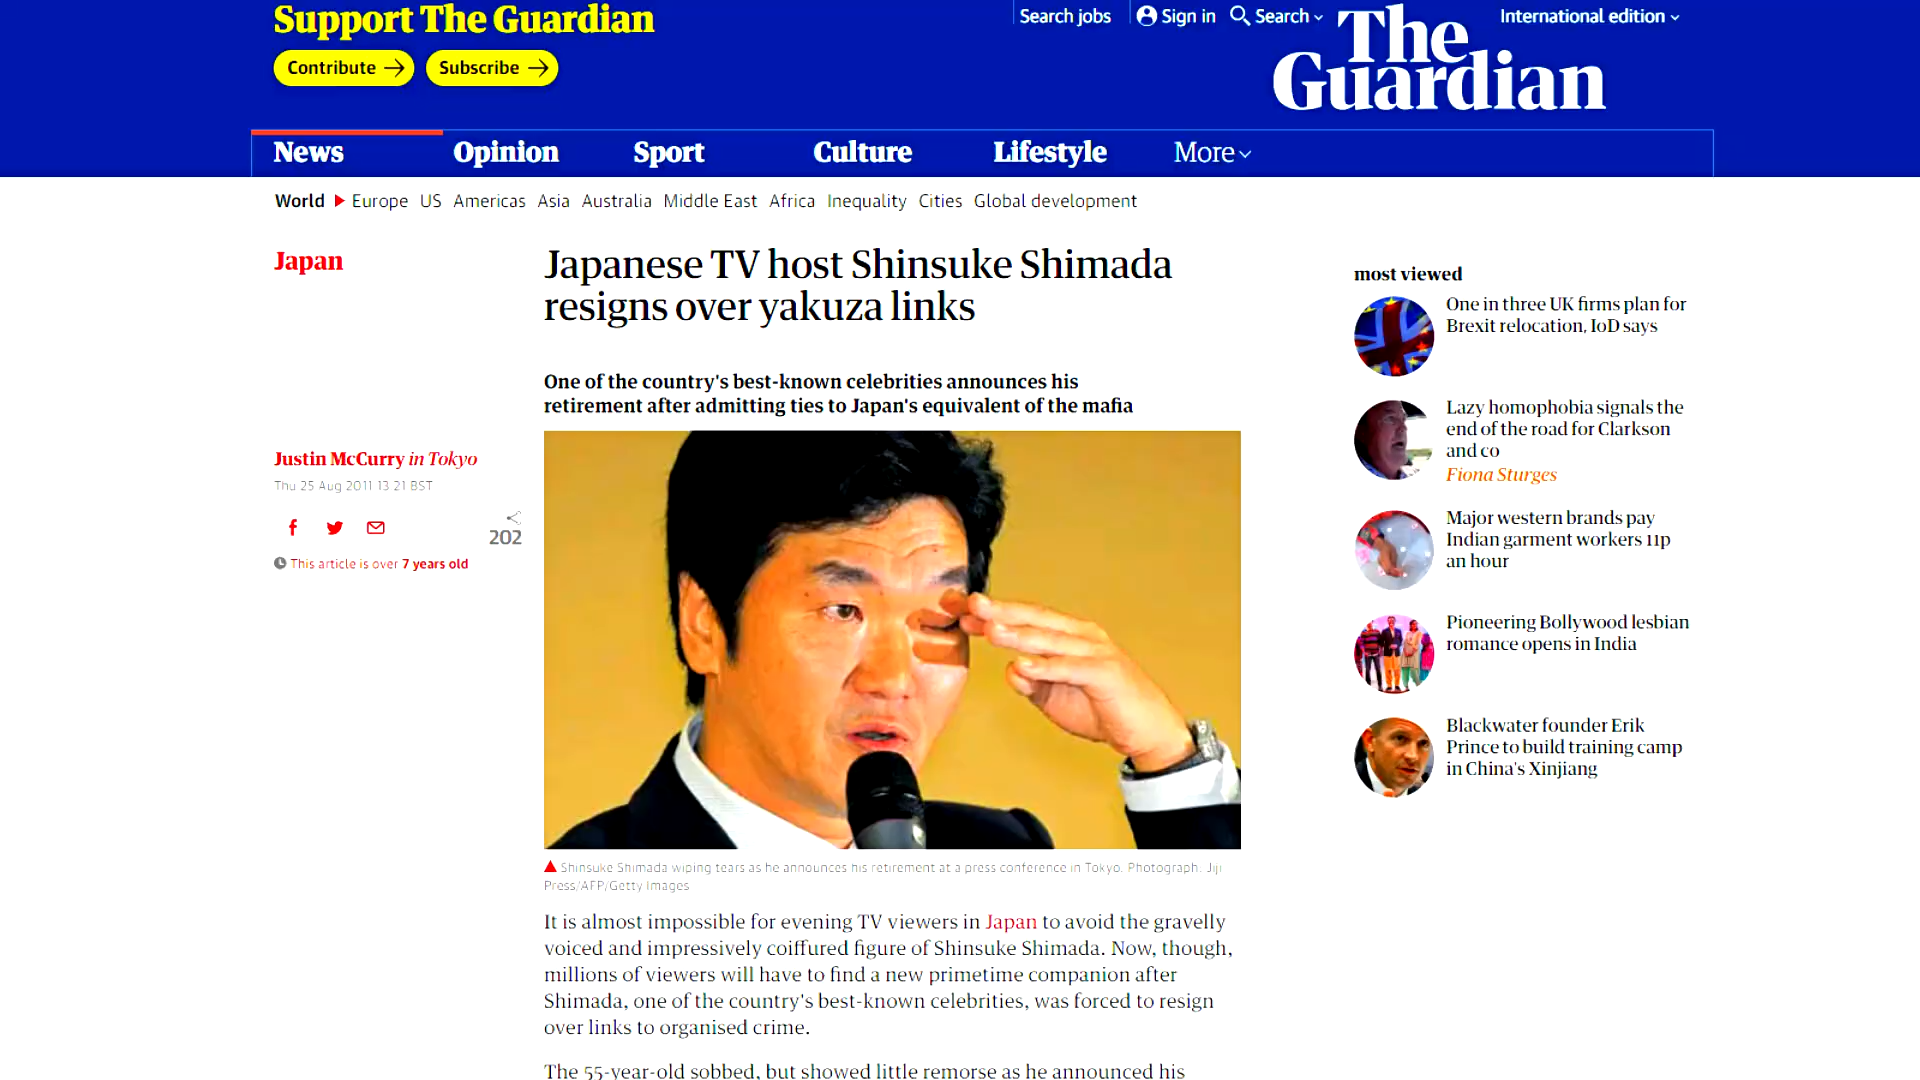 Support The Guardian
Contribute
Subscribe
Search jobs
Sign in
Search
International edition
The
Guardian
News
Opinion
Sport
Culture
Lifestyle
More
World
Europe
US
Americas
Asia
Australia
Middle East
Africa
Inequality
Cities
Global development
Japan
Japanese TV host Shinsuke Shimada
resigns over yakuza links
One of the country's best-known celebrities announces his
retirement after admitting ties to Japan's equivalent of the mafia
Justin McCurry in Tokyo
Thu 25 Aug 2011 13.21 BST
202
This article is over 7 years old
Shinsuke Shimada wiping tears as he announces his retirement at a press conference in Tokyo. Photograph: Jiji
Press/AFP/Getty Images
It is almost impossible for evening TV viewers in Japan to avoid the gravelly
voiced and impressively coiffured figure of Shinsuke Shimada. Now, though,
millions of viewers will have to find a new primetime companion after
Shimada, one of the country's best-known celebrities, was forced to resign
over links to organised crime.
The 55-year-old sobbed, but showed little remorse as he announced his
most viewed
One in three UK firms plan for
Brexit relocation, IoD says
Lazy homophobia signals the
end of the road for Clarkson
and co
Fiona Sturges
Major western brands pay
Indian garment workers 11p
an hour
Pioneering Bollywood lesbian
romance opens in India
Blackwater founder Erik
Prince to build training camp
in China's Xinjiang